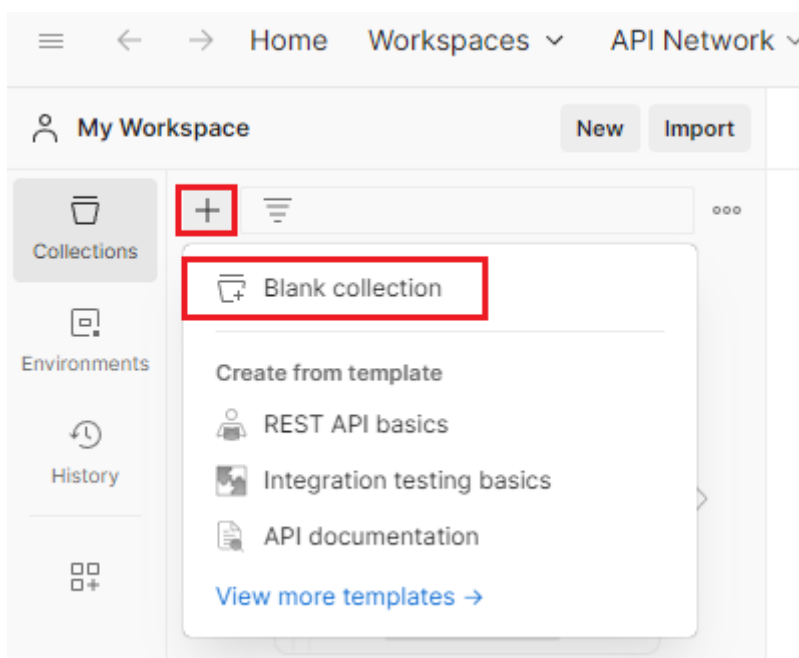 Home Workspaces API Network
My Workspace New Import
Collections
Blank collection
Environments
Create from template
REST API basics
History
Integration testing basics
API documentation
View more templates →